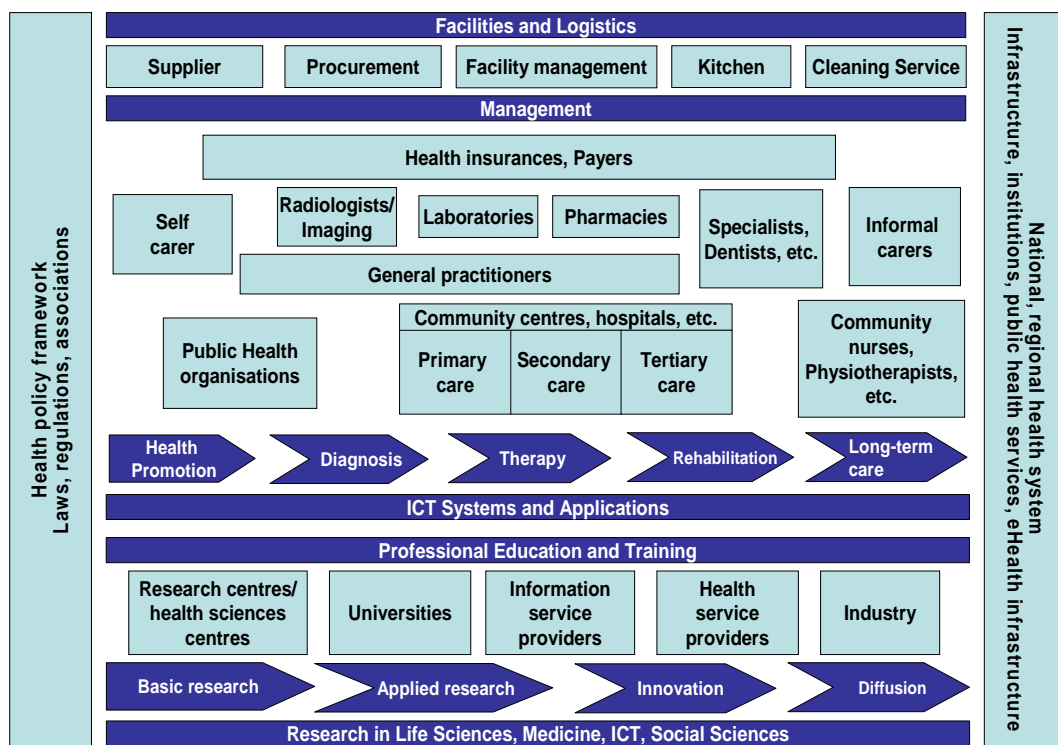 Health policy framework
Laws, regulations, associations
Facilities and Logistics
Supplier
Procurement
Facility management
Kitchen
Cleaning Service
Management
Health insurances, Payers
Self
carer
Radiologists/
Imaging
Laboratories
Pharmacies
Specialists,
Dentists, etc.
Informal
carers
General practitioners
Public Health
organisations
Community centres, hospitals, etc.
Primary
care
Secondary
care
Tertiary
care
Community
nurses,
Physiotherapists,
etc.
Health
Promotion
Diagnosis
Therapy
Rehabilitation
Long-term
care
ICT Systems and Applications
Professional Education and Training
Research centres/
health sciences
centres
Universities
Information
service
providers
Health
service
providers
Industry
Basic research
Applied research
Innovation
Diffusion
Research in Life Sciences, Medicine, ICT, Social Sciences
National, regional health system
Infrastructure, institutions, public health services, eHealth infrastructure